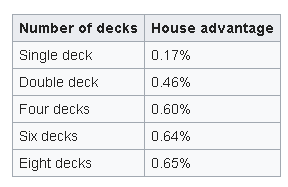 Number of decks House advantage
Single deck 0.17%
Double deck 0.46%
Four decks 0.60%
Six decks 0.64%
Eight decks 0.65%